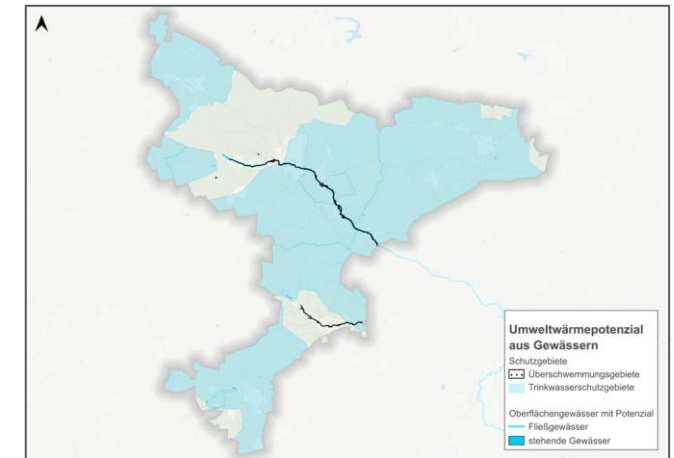 Umweltwärmepotenzial
aus Gewässern
Schutzgebiete
Überschwemmungsgebiete
Trinkwasserschutzgebiete
Oberflächengewässer mit Potenzial
Fließgewässer
stehende Gewässer